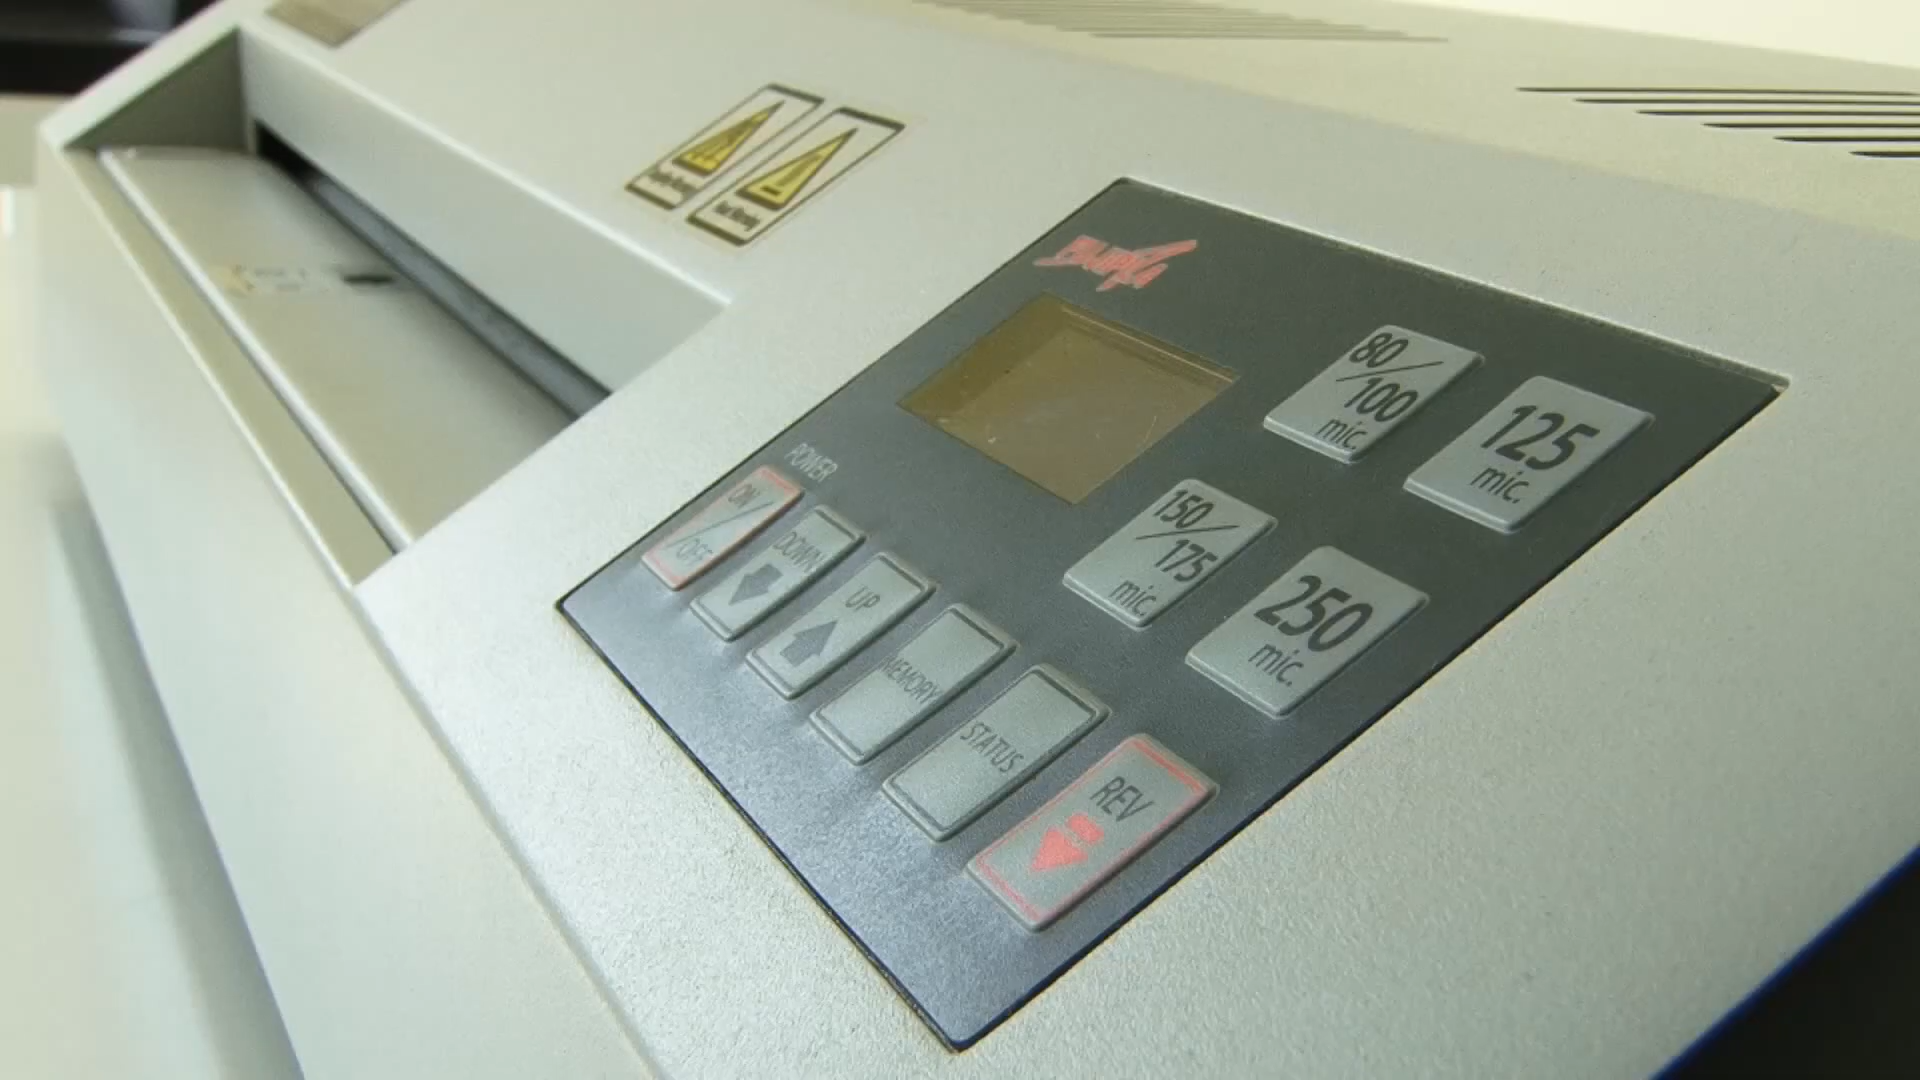 80/100
mic.
125
mic.
150/175
mic.
250
mic.
POWER
ON/OFF
DOWN
UP
MEMORY
STATUS
REV